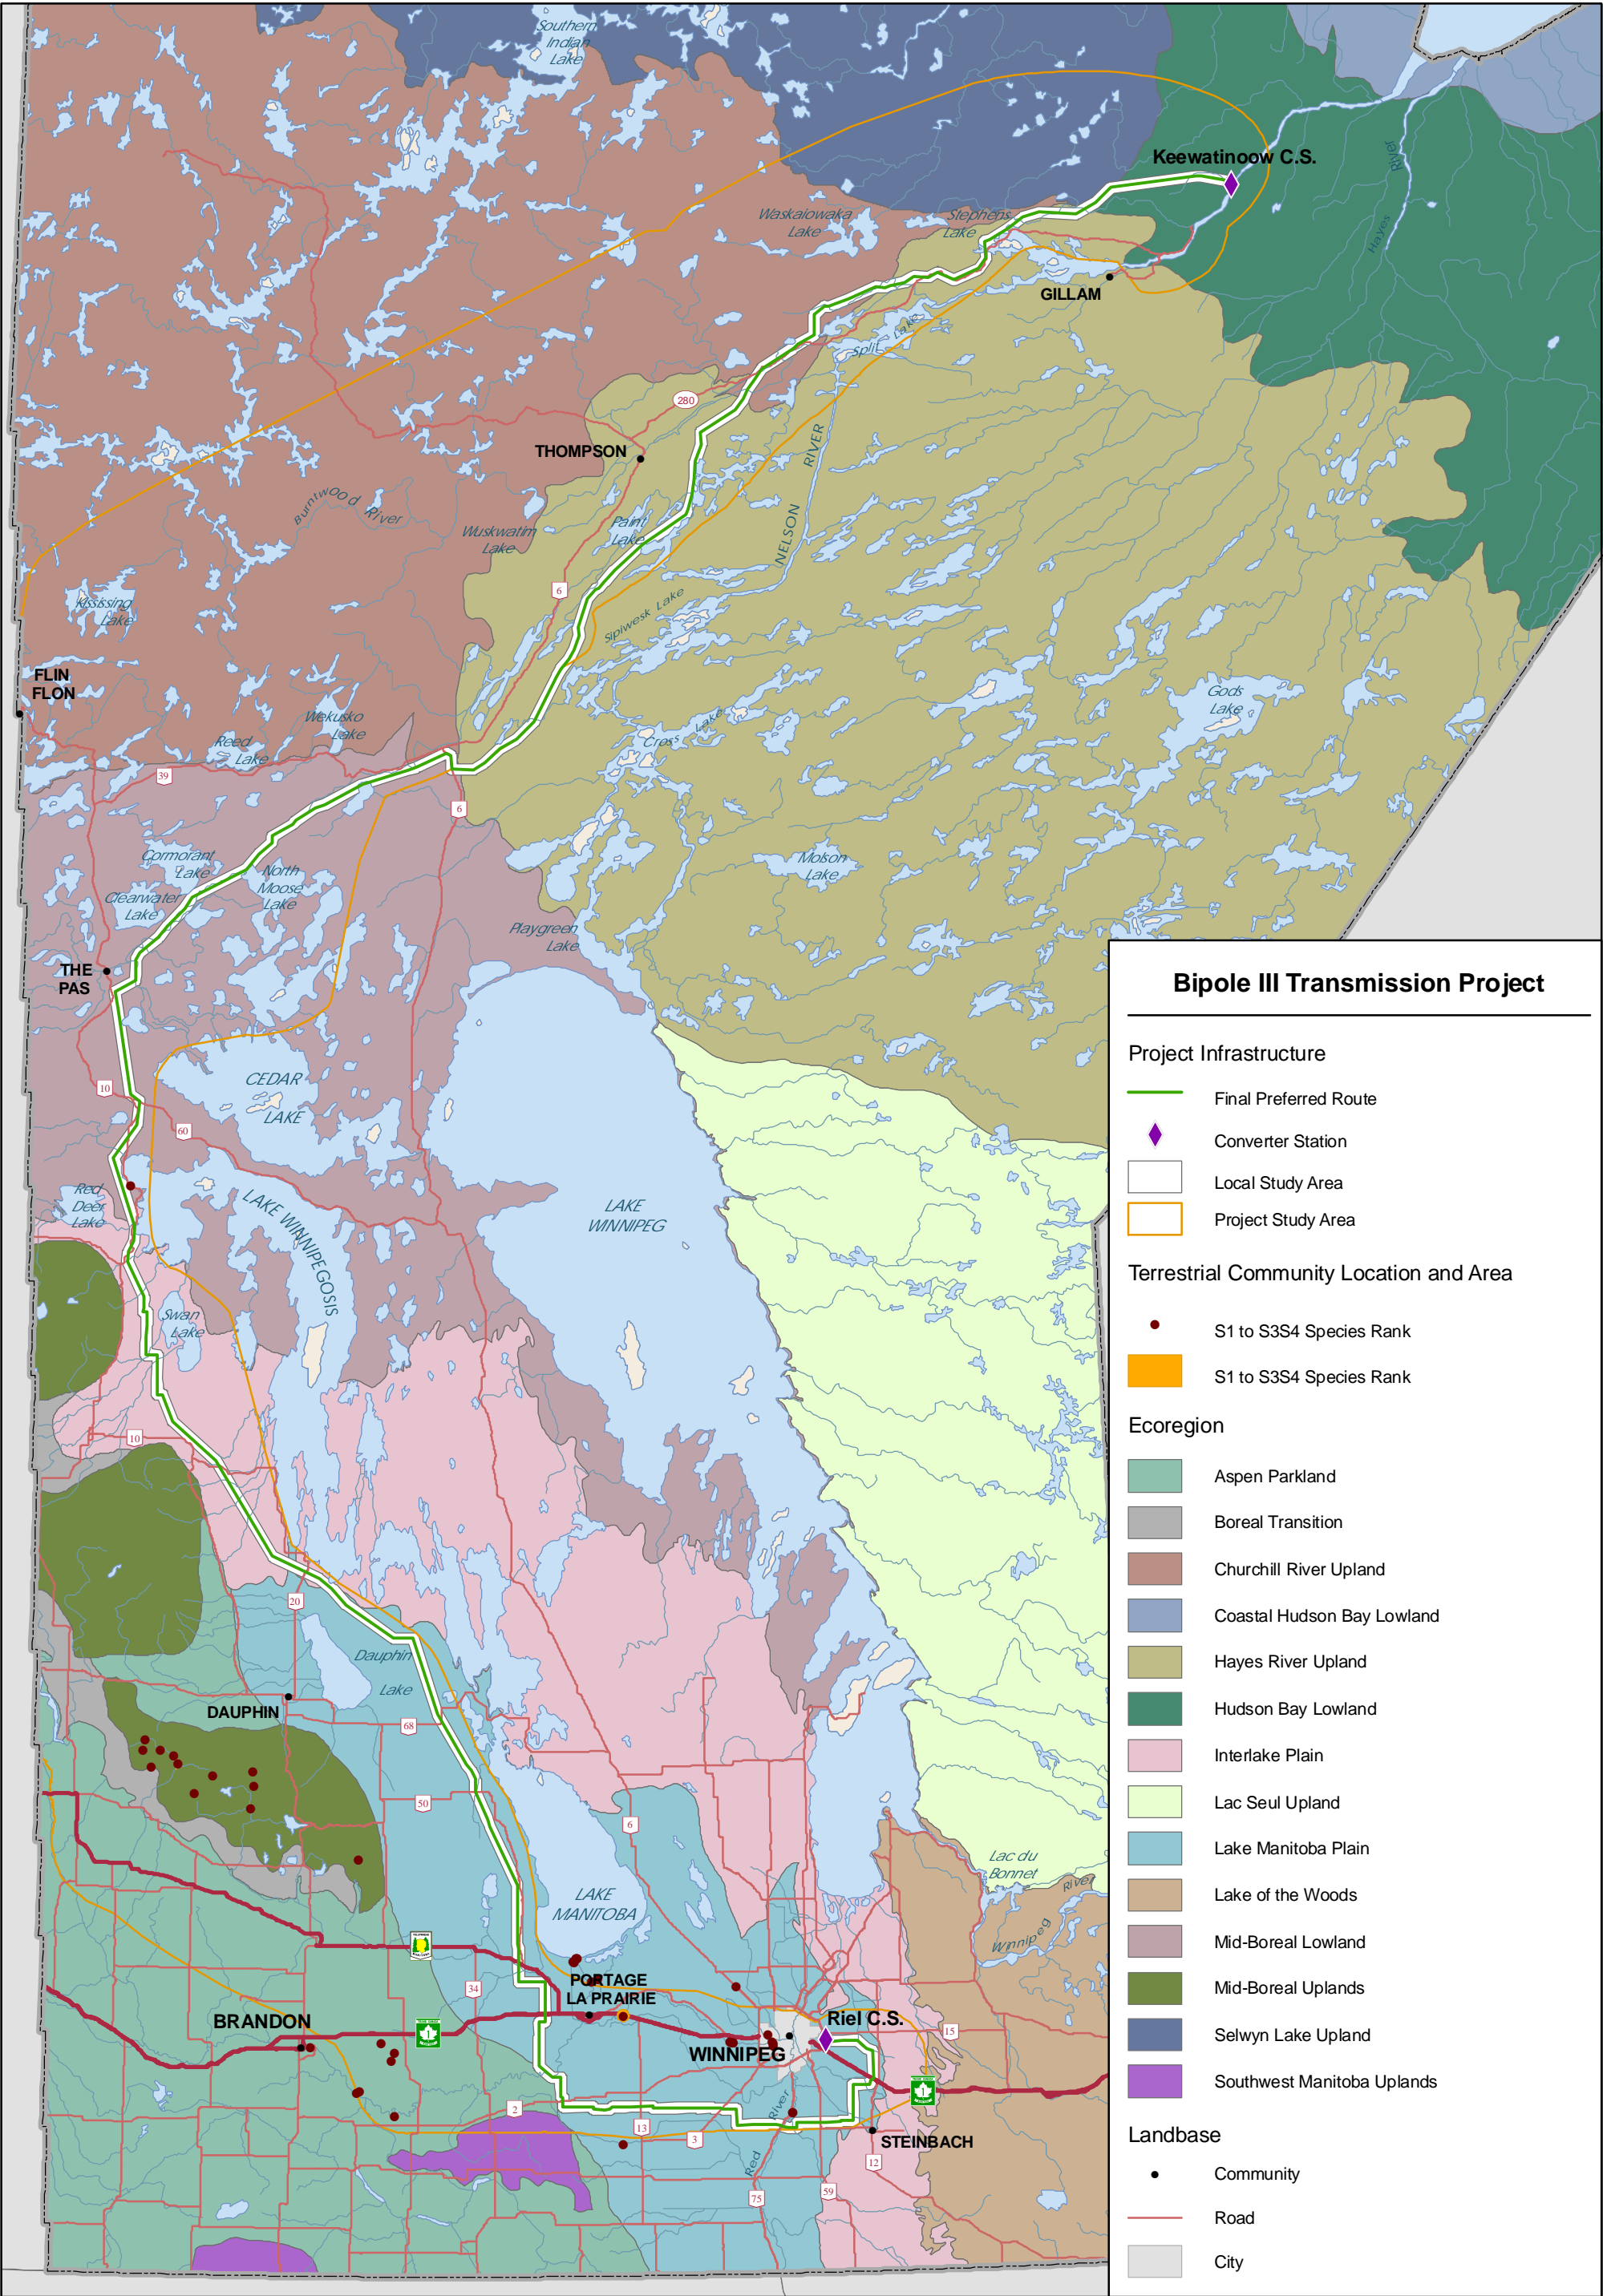 Southern
Indian
Lake
Keewatinoow C.S.
River
Hayes
Waskaiowaka
Lake
Stephens
Lake
GILLAM
Split Lake
280
THOMPSON
RIVER
NELSON
Burntwood River
Wuskwatim
Lake
Paint
Lake
6
Sipiwesk Lake
Kississing
Lake
FLIN
FLON
Wekusko
Lake
Reed
Lake
39
Cross Lake
Gods
Lake
6
Cormorant
Lake
North
Moose
Lake
Clearwater
Lake
Molson
Lake
Playgreen
Lake
THE
PAS
10
CEDAR
LAKE
60
Red
Deer
Lake
LAKE WINNIPEGOSIS
LAKE
WINNIPEG
Swan
Lake
10
20
Dauphin
Lake
DAUPHIN
68
50
6
Lac du
Bonnet
River
Winnipeg
LAKE
MANITOBA
34
PORTAGE
LA PRAIRIE
BRANDON
1
Riel C.S.
15
WINNIPEG
1
River
Red
2
13
3
STEINBACH
12
59
75
Bipole III Transmission Project
Project Infrastructure
Final Preferred Route
Converter Station
Local Study Area
Project Study Area
Terrestrial Community Location and Area
S1 to S3S4 Species Rank
S1 to S3S4 Species Rank
Ecoregion
Aspen Parkland
Boreal Transition
Churchill River Upland
Coastal Hudson Bay Lowland
Hayes River Upland
Hudson Bay Lowland
Interlake Plain
Lac Seul Upland
Lake Manitoba Plain
Lake of the Woods
Mid-Boreal Lowland
Mid-Boreal Uplands
Selwyn Lake Upland
Southwest Manitoba Uplands
Landbase
Community
Road
City